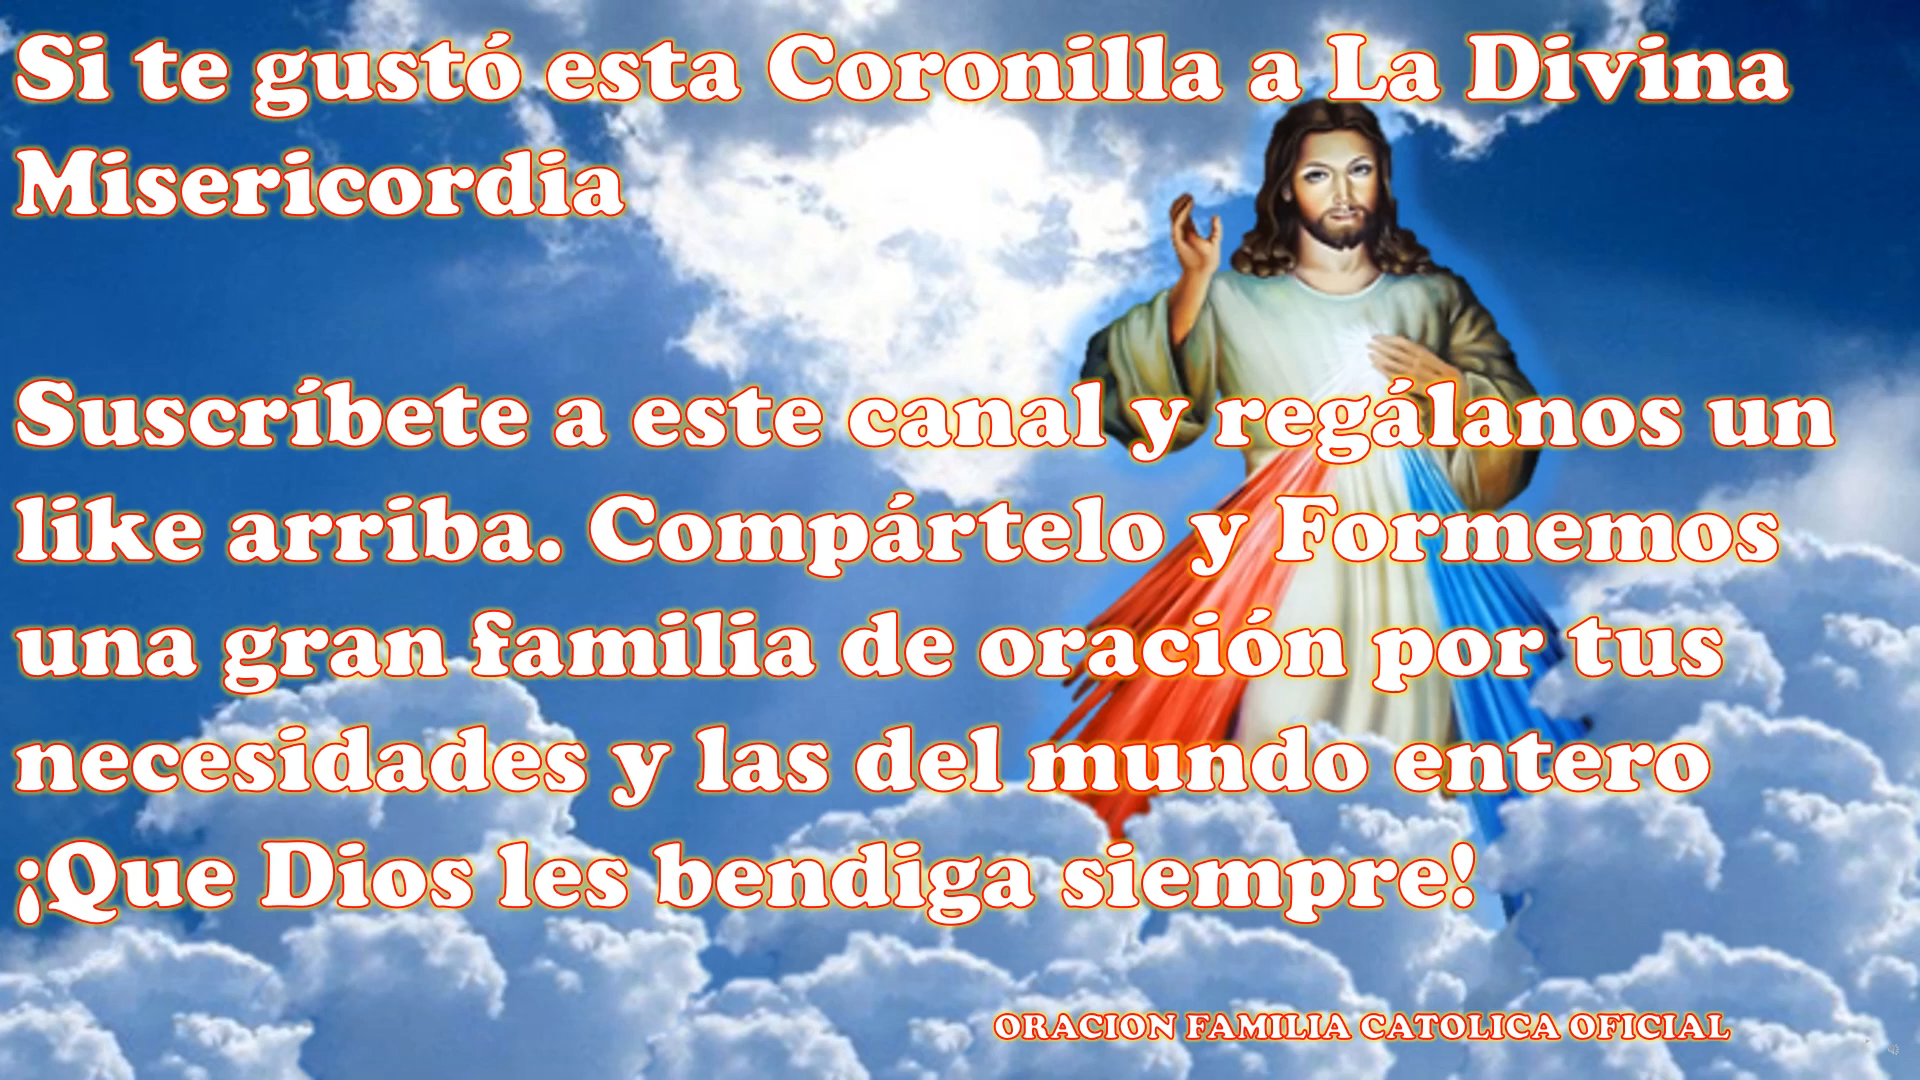 Si te gustó esta Coronilla a La Divina
Misericordia
Suscríbete a este canal y regálanos un
like arriba. Compártelo y Formemos
una gran familia de oración por tus
necesidades y las del mundo entero
¡Que Dios les bendiga siempre!
ORACION FAMILIA CATOLICA OFICIAL